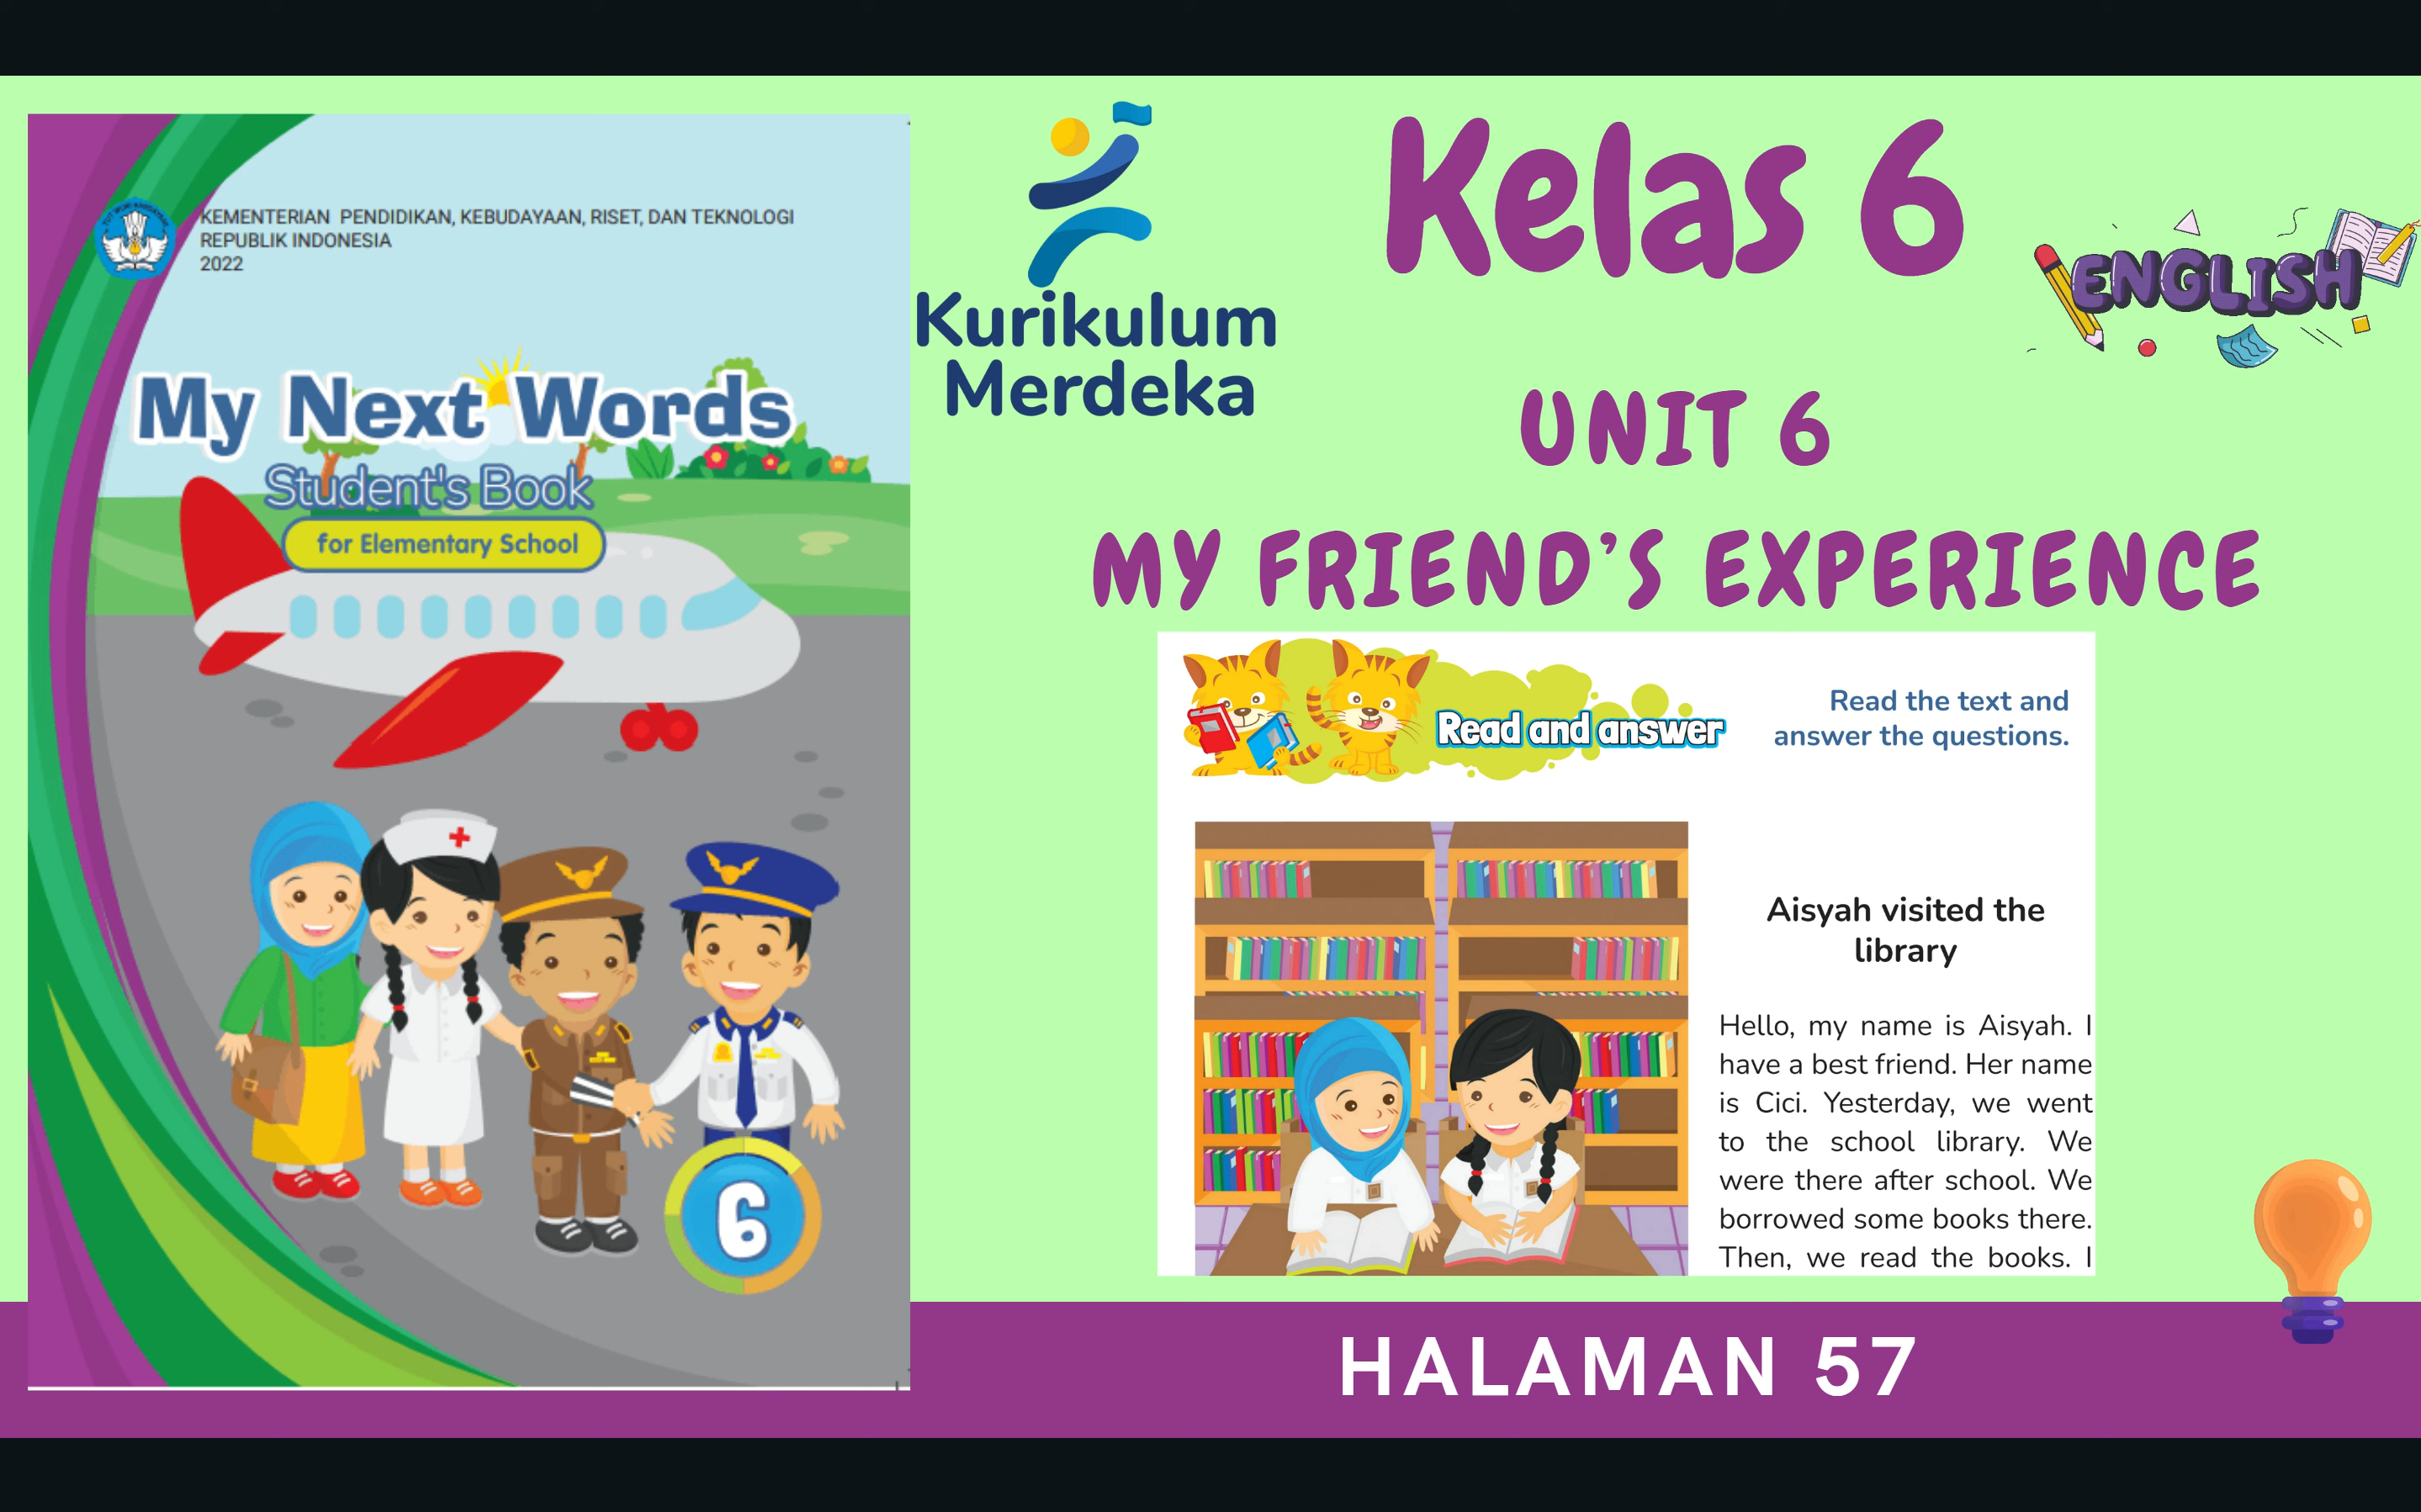 KEMENTERIAN PENDIDIKAN, KEBUDAYAAN, RISET, DAN TEKNOLOGI
REPUBLIK INDONESIA
2022
My Next Words
Student's Book
for Elementary School
6
Kurikulum
Merdeka
Kelas 6
ENGLISH
UNIT 6
MY FRIEND'S EXPERIENCE
Read and answer
Read the text and
answer the questions.
Aisyah visited the
library
Hello, my name is Aisyah. I
have a best friend. Her name
is Cici. Yesterday, we went
to the school library. We
were there after school. We
borrowed some books there.
Then, we read the books. I
HALAMAN 57